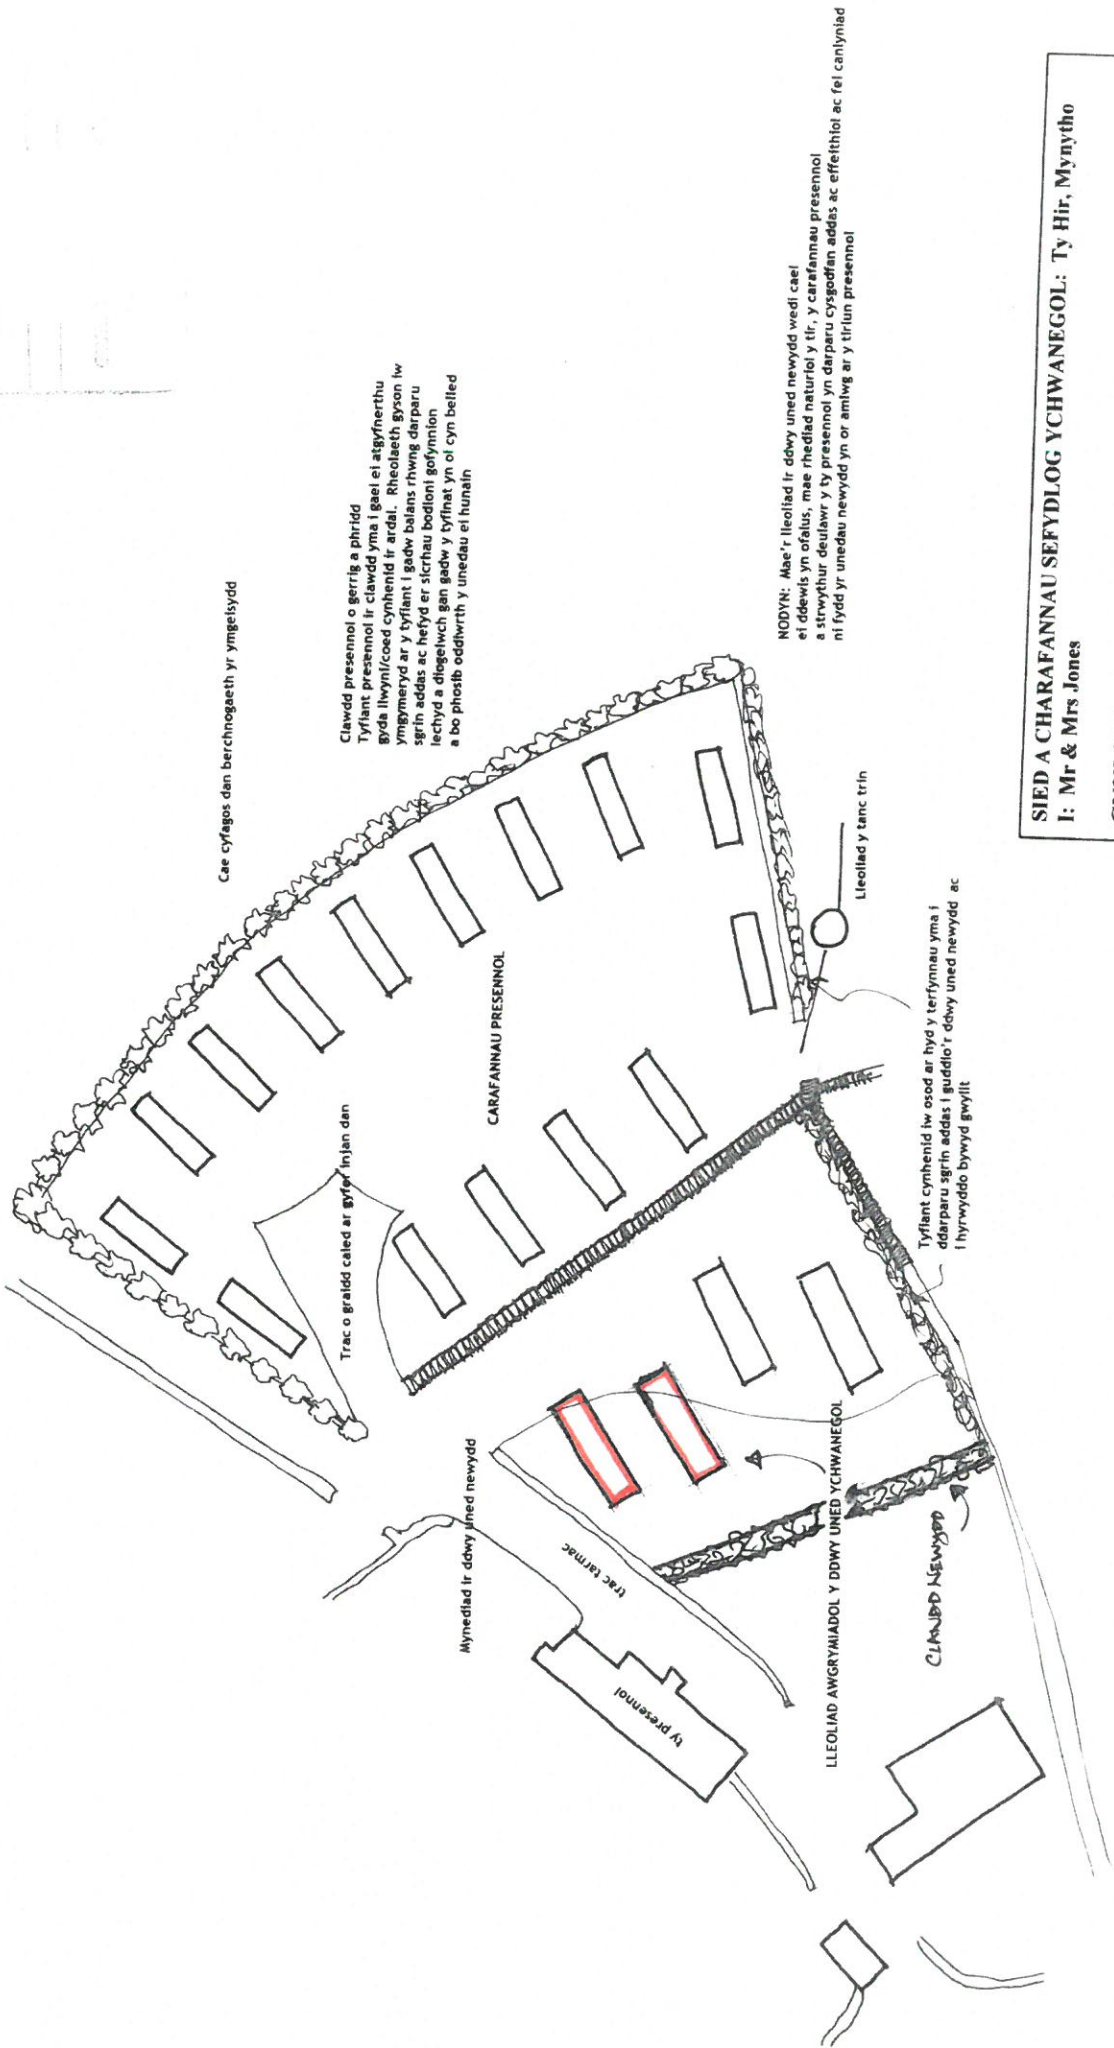 Cae cyfagos dan berchnogaeth yr ymgeisydd
Clawdd presennol o gerrig a phridd
Tyfiant presennol ir clawdd yma i gael ei atgyfnerthu
gyda llwyni/coed cynhenid ir ardal. Rheolaeth gyson iw
ymgymeryd ar y tyfiant i gadw balans rhwng darparu
sgrin addas ac hefyd er sicrhau bodloni gofynnion
iechyd a diogelwch gan gadw y tyfinat yn ol cyn belled
a bo phosib oddiwrth y unedau ei hunain
NODYN: Mae'r lleoliad ir ddwy uned newydd wedi cael
ei ddewis yn ofalus, mae rhediad naturiol y tir, y carafannau presennol
a strwythur deulawr y ty presennol yn darparu cysgodfan addas ac effeithiol ac fel canlyniad
ni fydd yr unedau newydd yn or amlwg ar y tirlun presennol
Trac o graidd caled ar gyfer injan dan
CARAFANNAU PRESENNOL
Lleoliad y tanc trin
Mynediad ir ddwy uned newydd
trac tarmac
ty presennol
LLEOLIAD AWGRYMIADOL Y DDWY UNED YCHWANEGOL
CLAWDD NEWYDD
Tyfiant cynhenid iw osod ar hyd y terfynnau yma i
ddarparu sgrin addas i guddio'r ddwy uned newydd ac
i hyrwyddo bywyd gwyllt
SIED A CHARAFANNAU SEFYDLOG YCHWANEGOL: Ty Hir, Mynytho
I: Mr & Mrs Jones